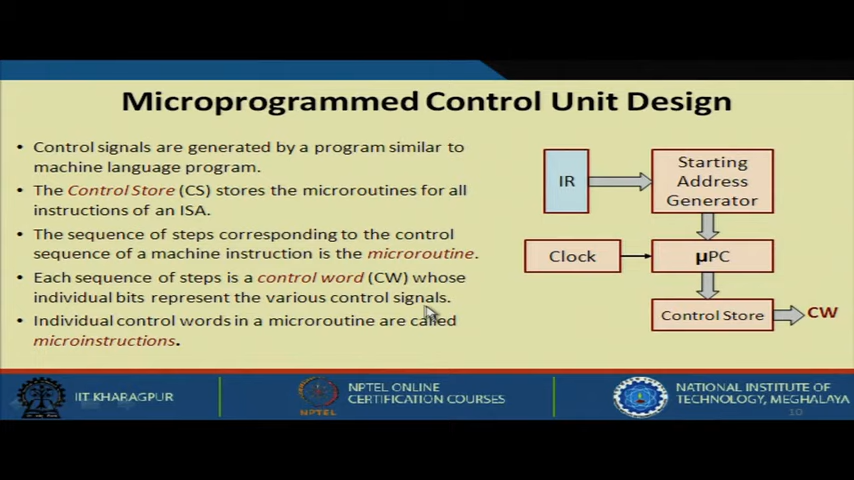 Microprogrammed Control Unit Design
• Control signals are generated by a program similar to
machine language program.
• The Control Store (CS) stores the microroutines for all
instructions of an ISA.
• The sequence of steps corresponding to the control
sequence of a machine instruction is the microroutine.
• Each sequence of steps is a control word (CW) whose
individual bits represent the various control signals.
• Individual control words in a microroutine are called
microinstructions.
IR
Starting
Address
Generator
Clock
µPC
Control Store
CW
IIT KHARAGPUR
NPTEL
NPTEL ONLINE
CERTIFICATION COURSES
NATIONAL INSTITUTE OF
TECHNOLOGY, MEGHALAYA
10